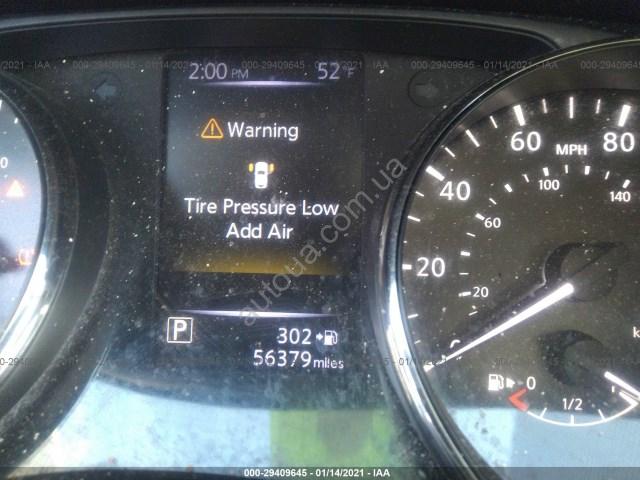 000-29409645 - 01/14/2021 - IAA
2:00 PM 52°F
Warning
Tire Pressure Low
Add Air
P
302
56379 miles
0
20
40
60
80
MPH
20
60
100
140
0
1/2
0
k
autoua.com.ua
000-29409645 - 01/14/2021 - IAA